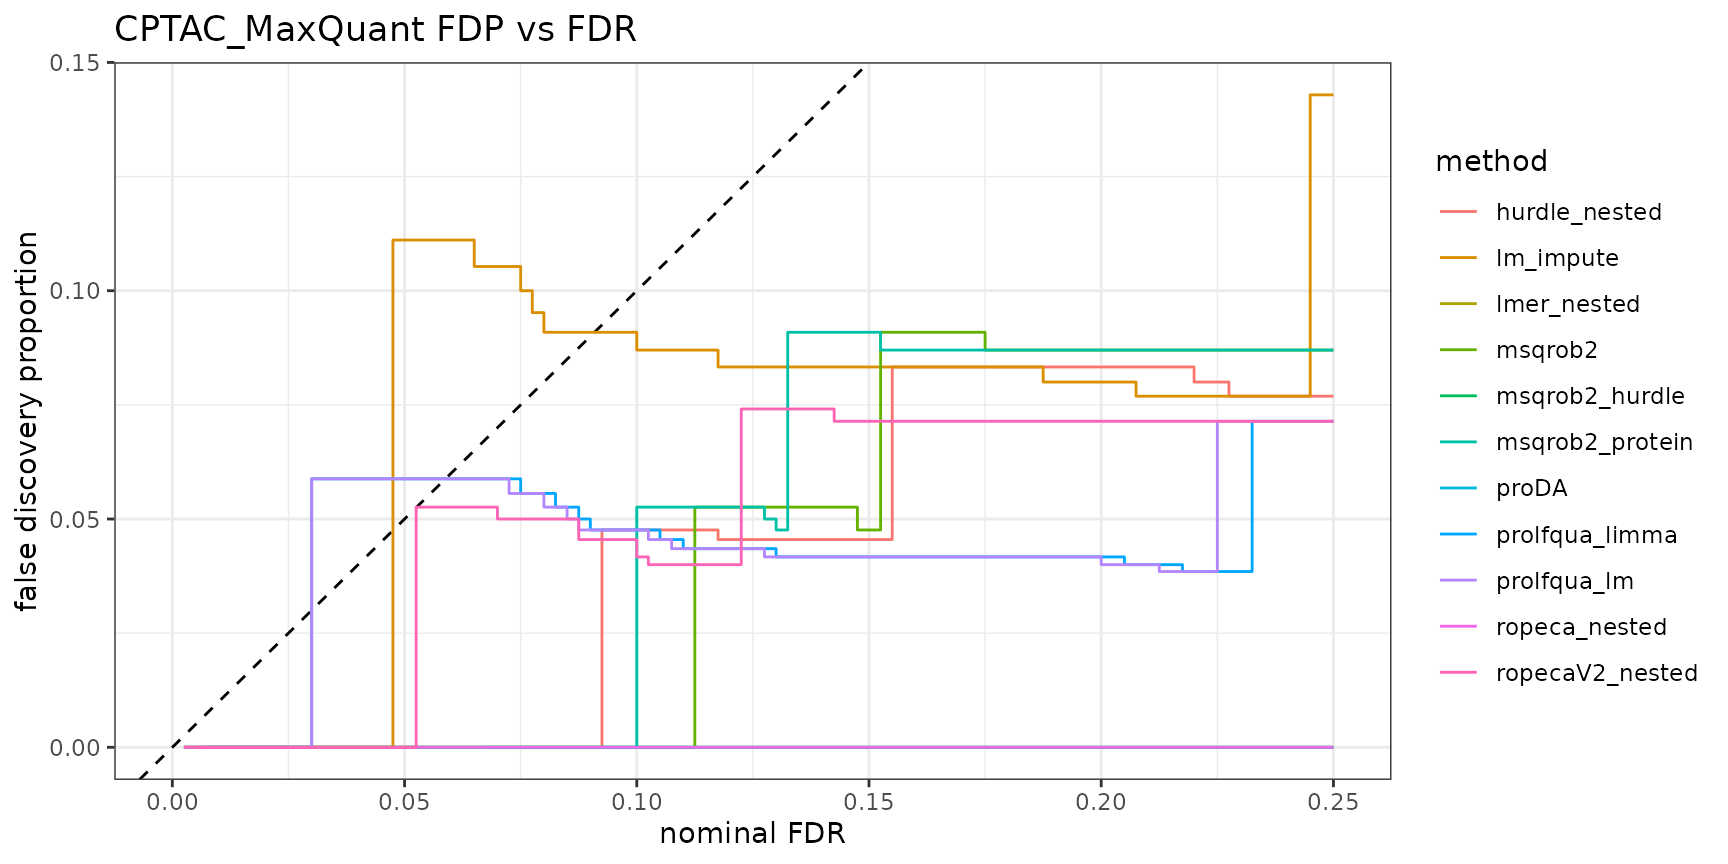 CPTAC_MaxQuant FDP vs FDR
0.15
0.10
0.05
0.00
false discovery proportion
0.00 0.05 0.10 0.15 0.20 0.25
nominal FDR
method
hurdle_nested
lm_impute
lmer_nested
msqrob2
msqrob2_hurdle
msqrob2_protein
proDA
prolfqua_limma
prolfqua_lm
ropeca_nested
ropecaV2_nested